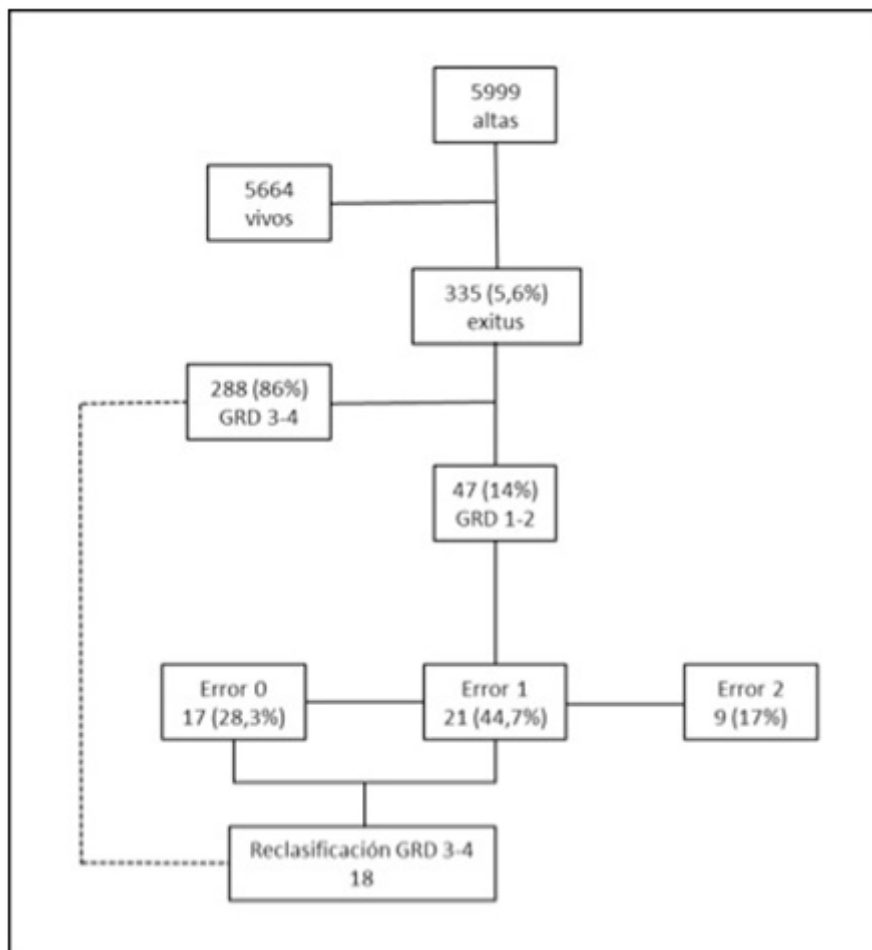 5999
altas
5664
vivos
335 (5,6%)
exitus
288 (86%)
GRD 3-4
47 (14%)
GRD 1-2
Error 0
17 (28,3%)
Error 1
21 (44,7%)
Error 2
9 (17%)
Reclasificación GRD 3-4
18